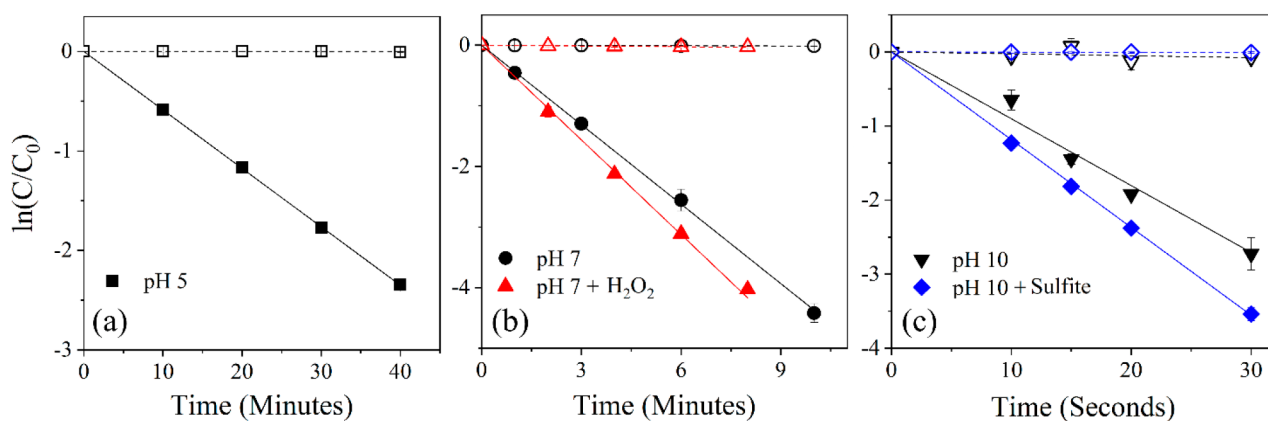 ln(C/C₀)
0
-1
-2
-3
0 10 20 30 40
Time (Minutes)
pH 5
(a)
0
-2
-4
0 3 6 9
Time (Minutes)
pH 7
pH 7 + H₂O₂
(b)
0
-1
-2
-3
-4
0 10 20 30
Time (Seconds)
pH 10
pH 10 + Sulfite
(c)